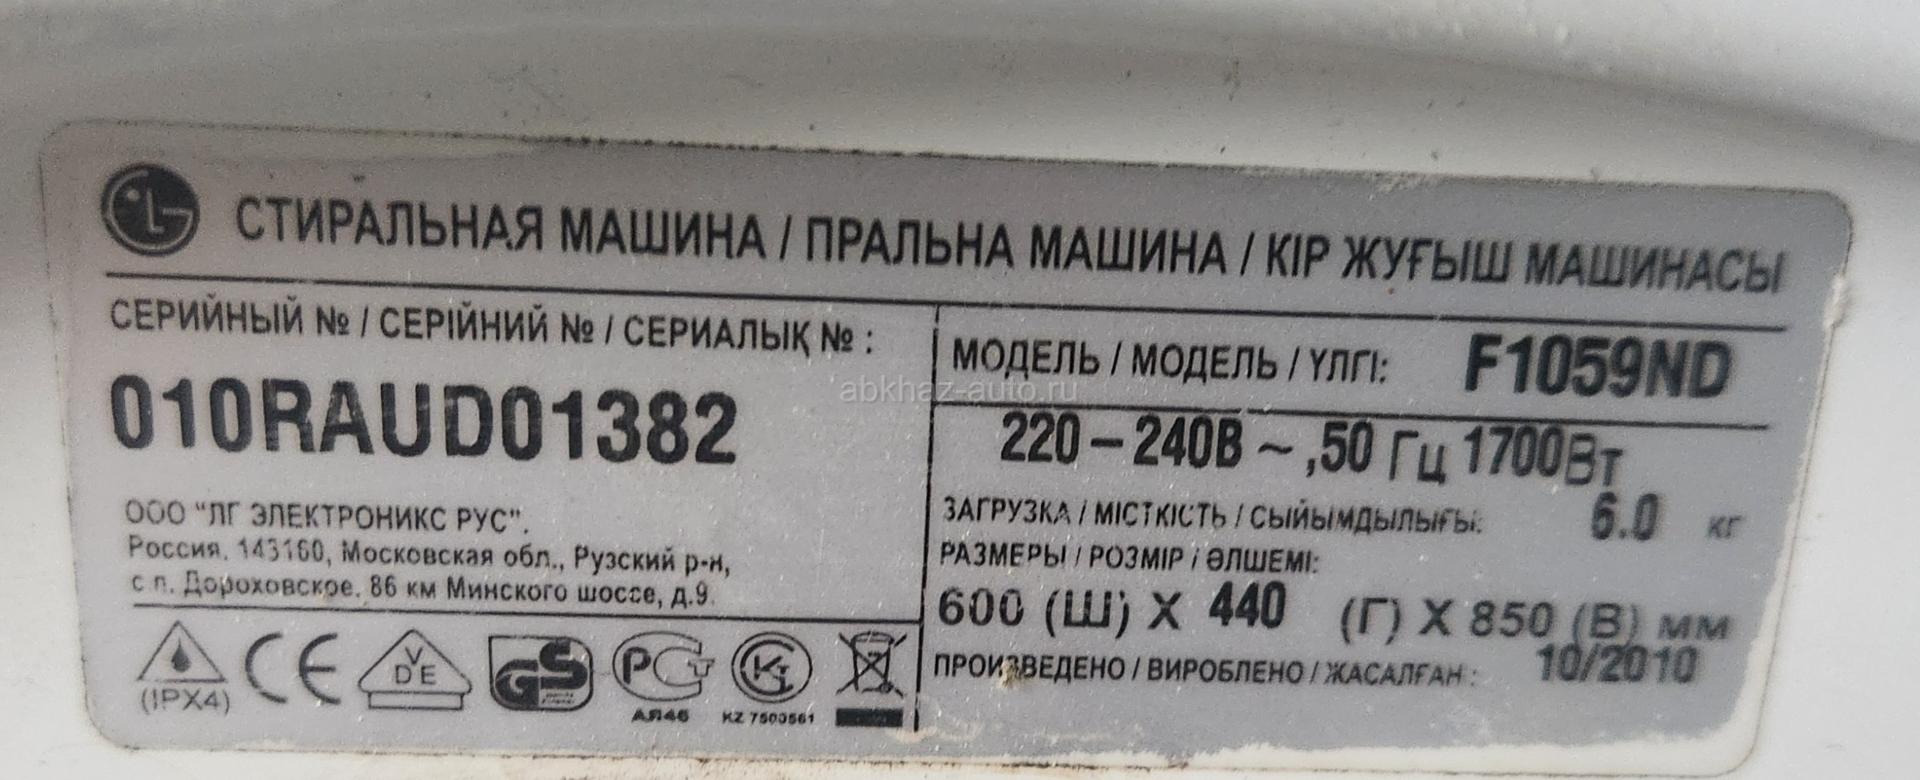 LG СТИРАЛЬНАЯ МАШИНА / ПРАЛЬНА МАШИНА / КІР ЖУҒЫШ МАШИНАСЫ
СЕРИЙНЫЙ № / СЕРІЙНИЙ № / СЕРИАЛЫҚ № :
010RAUD01382
ООО "ЛГ ЭЛЕКТРОНИКС РУС".
Россия, 143160, Московская обл., Рузский р-н,
с.п. Дороховское, 86 км Минского шоссе, д.9.
МОДЕЛЬ / МОДЕЛЬ / ҮЛГІ: F1059ND
220–240В ~ ,50 Гц 1700Вт
ЗАГРУЗКА / МІСТКІСТЬ / СЫЙЫМДЫЛЫҒЫ: 6.0 кг
РАЗМЕРЫ / РОЗМІР / ӨЛШЕМІ:
600 (Ш) X 440 (Г) X 850 (В) мм
ПРОИЗВЕДЕНО / ВИРОБЛЕНО / ЖАСАЛҒАН : 10/2010
(IPX4) CE VDE GS РСТ
АЯ46 KZ 7500561
abkhaz-auto.ru